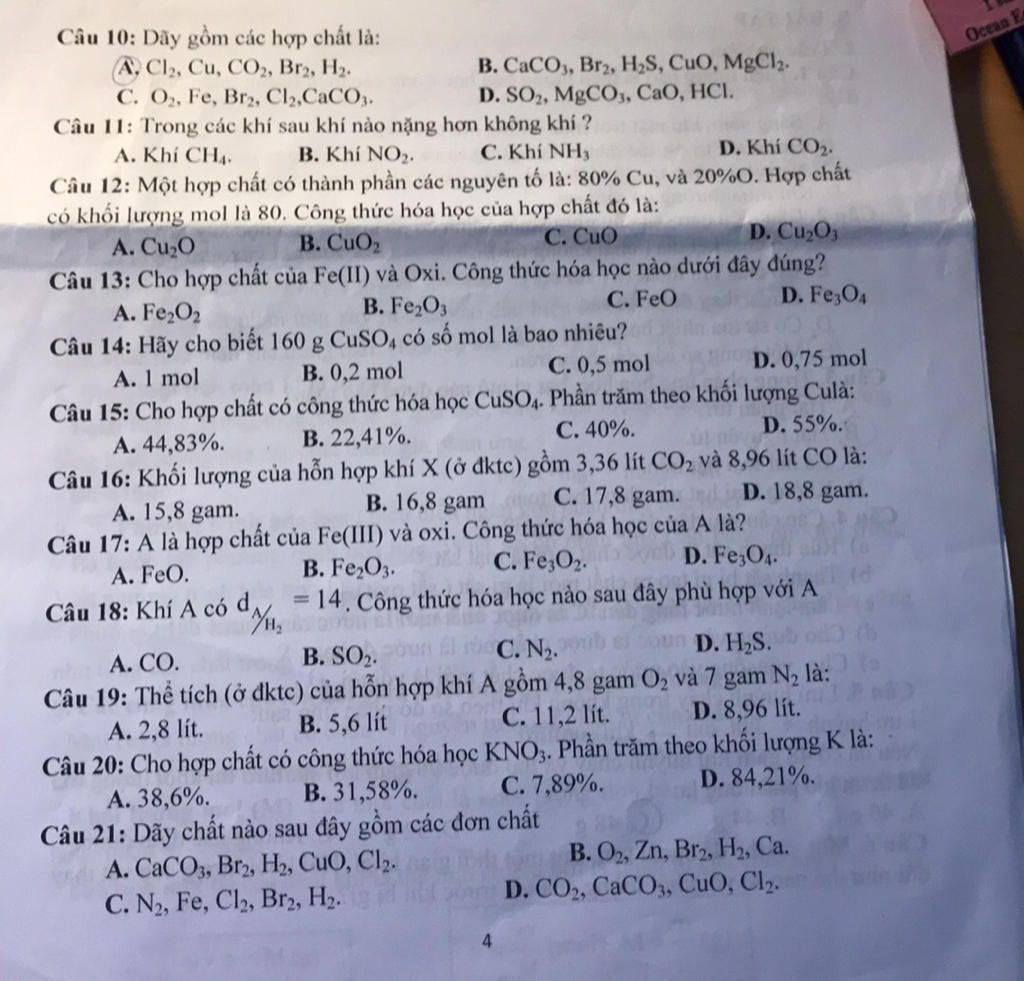 Ocean E
Câu 10: Dãy gồm các hợp chất là:
A. Cl₂, Cu, CO₂, Br₂, H₂. B. CaCO₃, Br₂, H₂S, CuO, MgCl₂.
C. O₂, Fe, Br₂, Cl₂,CaCO₃. D. SO₂, MgCO₃, CaO, HCl.
Câu 11: Trong các khí sau khí nào nặng hơn không khí ?
A. Khí CH₄. B. Khí NO₂. C. Khí NH₃ D. Khí CO₂.
Câu 12: Một hợp chất có thành phần các nguyên tố là: 80% Cu, và 20%O. Hợp chất
có khối lượng mol là 80. Công thức hóa học của hợp chất đó là:
A. Cu₂O B. CuO₂ C. CuO D. Cu₂O₃
Câu 13: Cho hợp chất của Fe(II) và Oxi. Công thức hóa học nào dưới đây đúng?
A. Fe₂O₂ B. Fe₂O₃ C. FeO D. Fe₃O₄
Câu 14: Hãy cho biết 160 g CuSO₄ có số mol là bao nhiêu?
A. 1 mol B. 0,2 mol C. 0,5 mol D. 0,75 mol
Câu 15: Cho hợp chất có công thức hóa học CuSO₄. Phần trăm theo khối lượng Culà:
A. 44,83%. B. 22,41%. C. 40%. D. 55%.
Câu 16: Khối lượng của hỗn hợp khí X (ở đktc) gồm 3,36 lít CO₂ và 8,96 lít CO là:
A. 15,8 gam. B. 16,8 gam C. 17,8 gam. D. 18,8 gam.
Câu 17: A là hợp chất của Fe(III) và oxi. Công thức hóa học của A là?
A. FeO. B. Fe₂O₃. C. Fe₃O₂. D. Fe₃O₄.
Câu 18: Khí A có d A/H₂ = 14. Công thức hóa học nào sau đây phù hợp với A
A. CO. B. SO₂. C. N₂. D. H₂S.
Câu 19: Thể tích (ở đktc) của hỗn hợp khí A gồm 4,8 gam O₂ và 7 gam N₂ là:
A. 2,8 lít. B. 5,6 lít C. 11,2 lít. D. 8,96 lít.
Câu 20: Cho hợp chất có công thức hóa học KNO₃. Phần trăm theo khối lượng K là:
A. 38,6%. B. 31,58%. C. 7,89%. D. 84,21%.
Câu 21: Dãy chất nào sau đây gồm các đơn chất
A. CaCO₃, Br₂, H₂, CuO, Cl₂. B. O₂, Zn, Br₂, H₂, Ca.
C. N₂, Fe, Cl₂, Br₂, H₂. D. CO₂, CaCO₃, CuO, Cl₂.
4